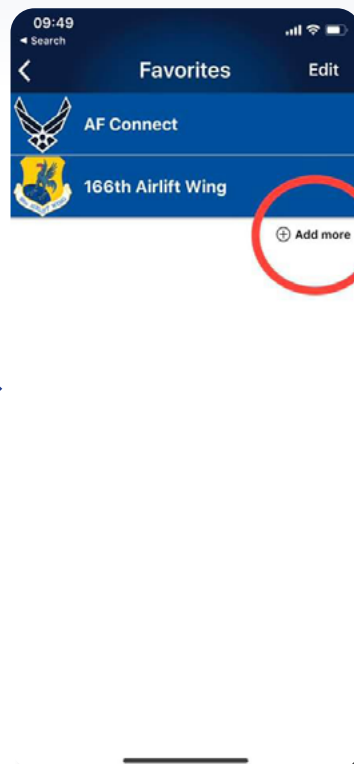 09:49
◄ Search
Favorites
Edit
AF Connect
166th Airlift Wing
Add more